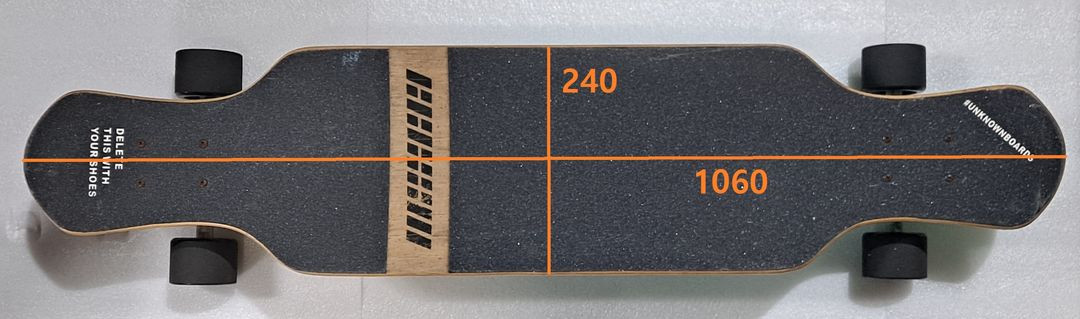 DELETE
THIS WITH
YOUR SHOES
240
1060
#UNKNOWNBOARDS